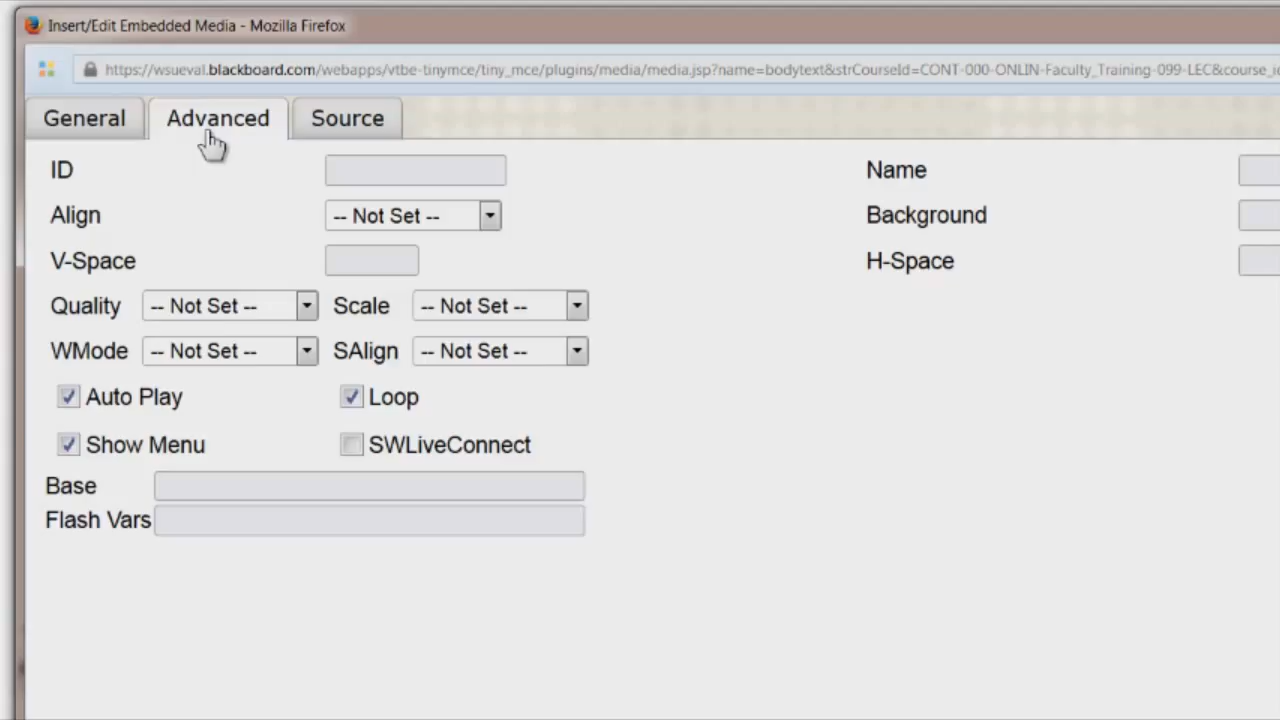 Insert/Edit Embedded Media - Mozilla Firefox
https://wsueval.blackboard.com/webapps/vtbe-tinymce/tiny_mce/plugins/media/media.jsp?name=bodytext&strCourseId=CONT-000-ONLIN-Faculty_Training-099-LEC&course_i
General Advanced Source
ID Name
Align -- Not Set -- Background
V-Space H-Space
Quality -- Not Set -- Scale -- Not Set --
WMode -- Not Set -- SAlign -- Not Set --
Auto Play Loop
Show Menu SWLiveConnect
Base
Flash Vars